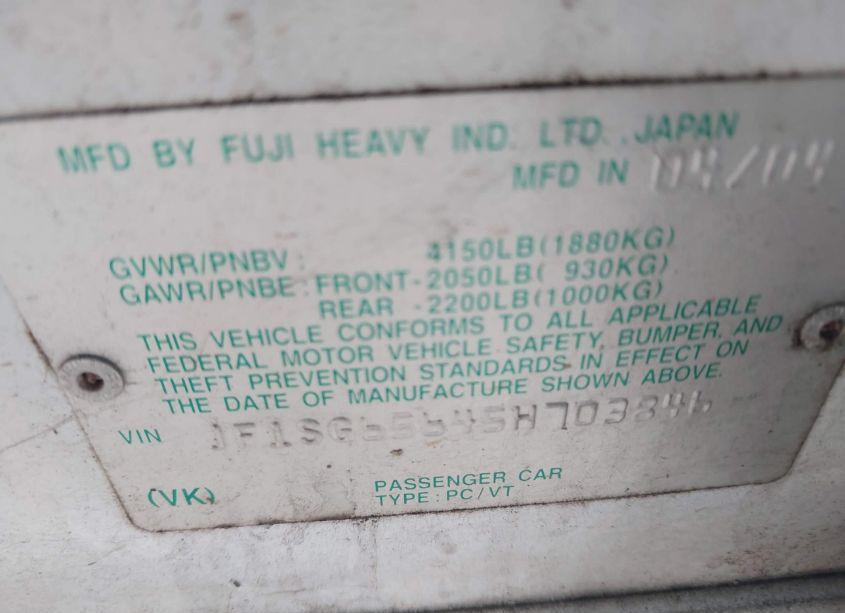 MFD BY FUJI HEAVY IND. LTD. JAPAN
MFD IN 04/04
GVWR/PNBV: 4150LB(1880KG)
GAWR/PNBE: FRONT-2050LB( 930KG)
REAR -2200LB(1000KG)
THIS VEHICLE CONFORMS TO ALL APPLICABLE
FEDERAL MOTOR VEHICLE SAFETY, BUMPER, AND
THEFT PREVENTION STANDARDS IN EFFECT ON
THE DATE OF MANUFACTURE SHOWN ABOVE.
VIN
(VK)
PASSENGER CAR
TYPE:PC/VT